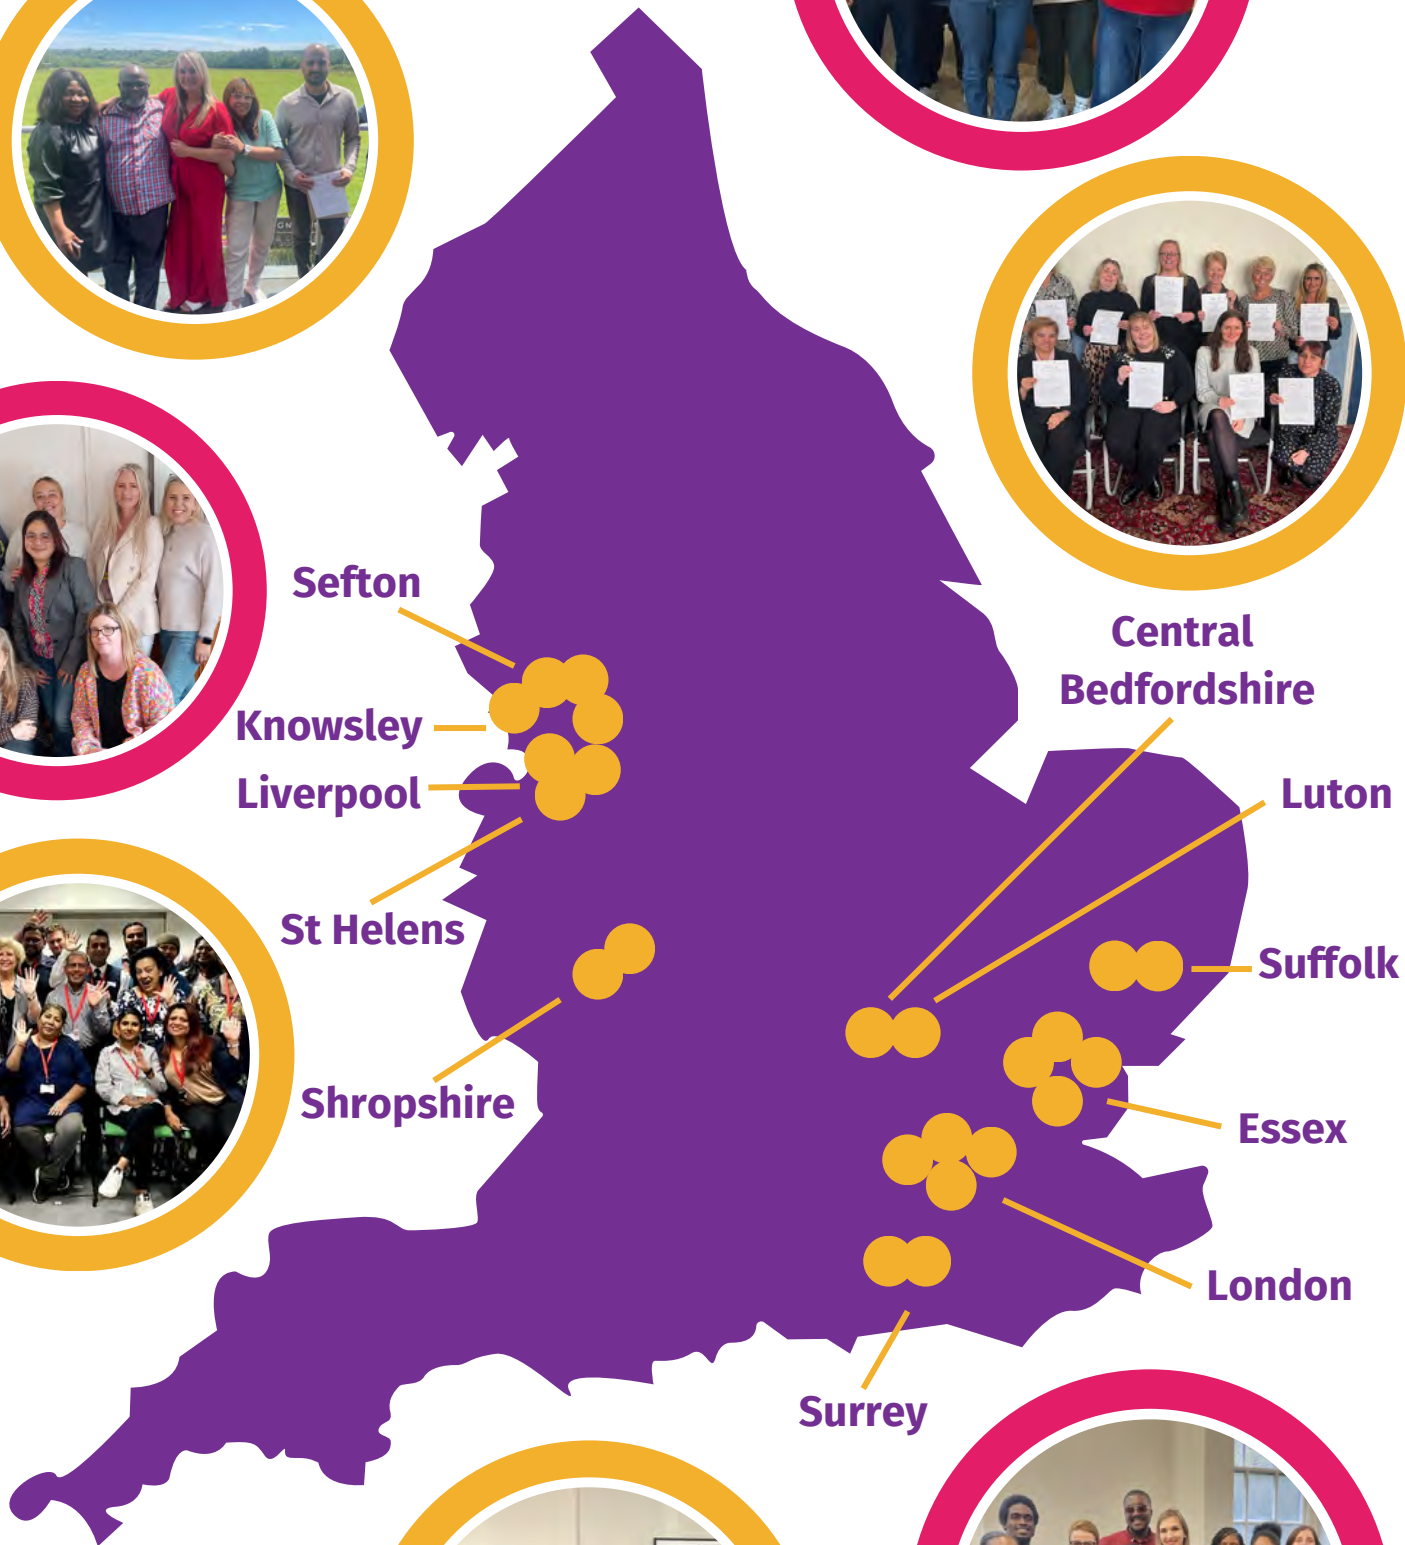 Sefton
Central
Bedfordshire
Knowsley
Liverpool
Luton
St Helens
Suffolk
Shropshire
Essex
London
Surrey